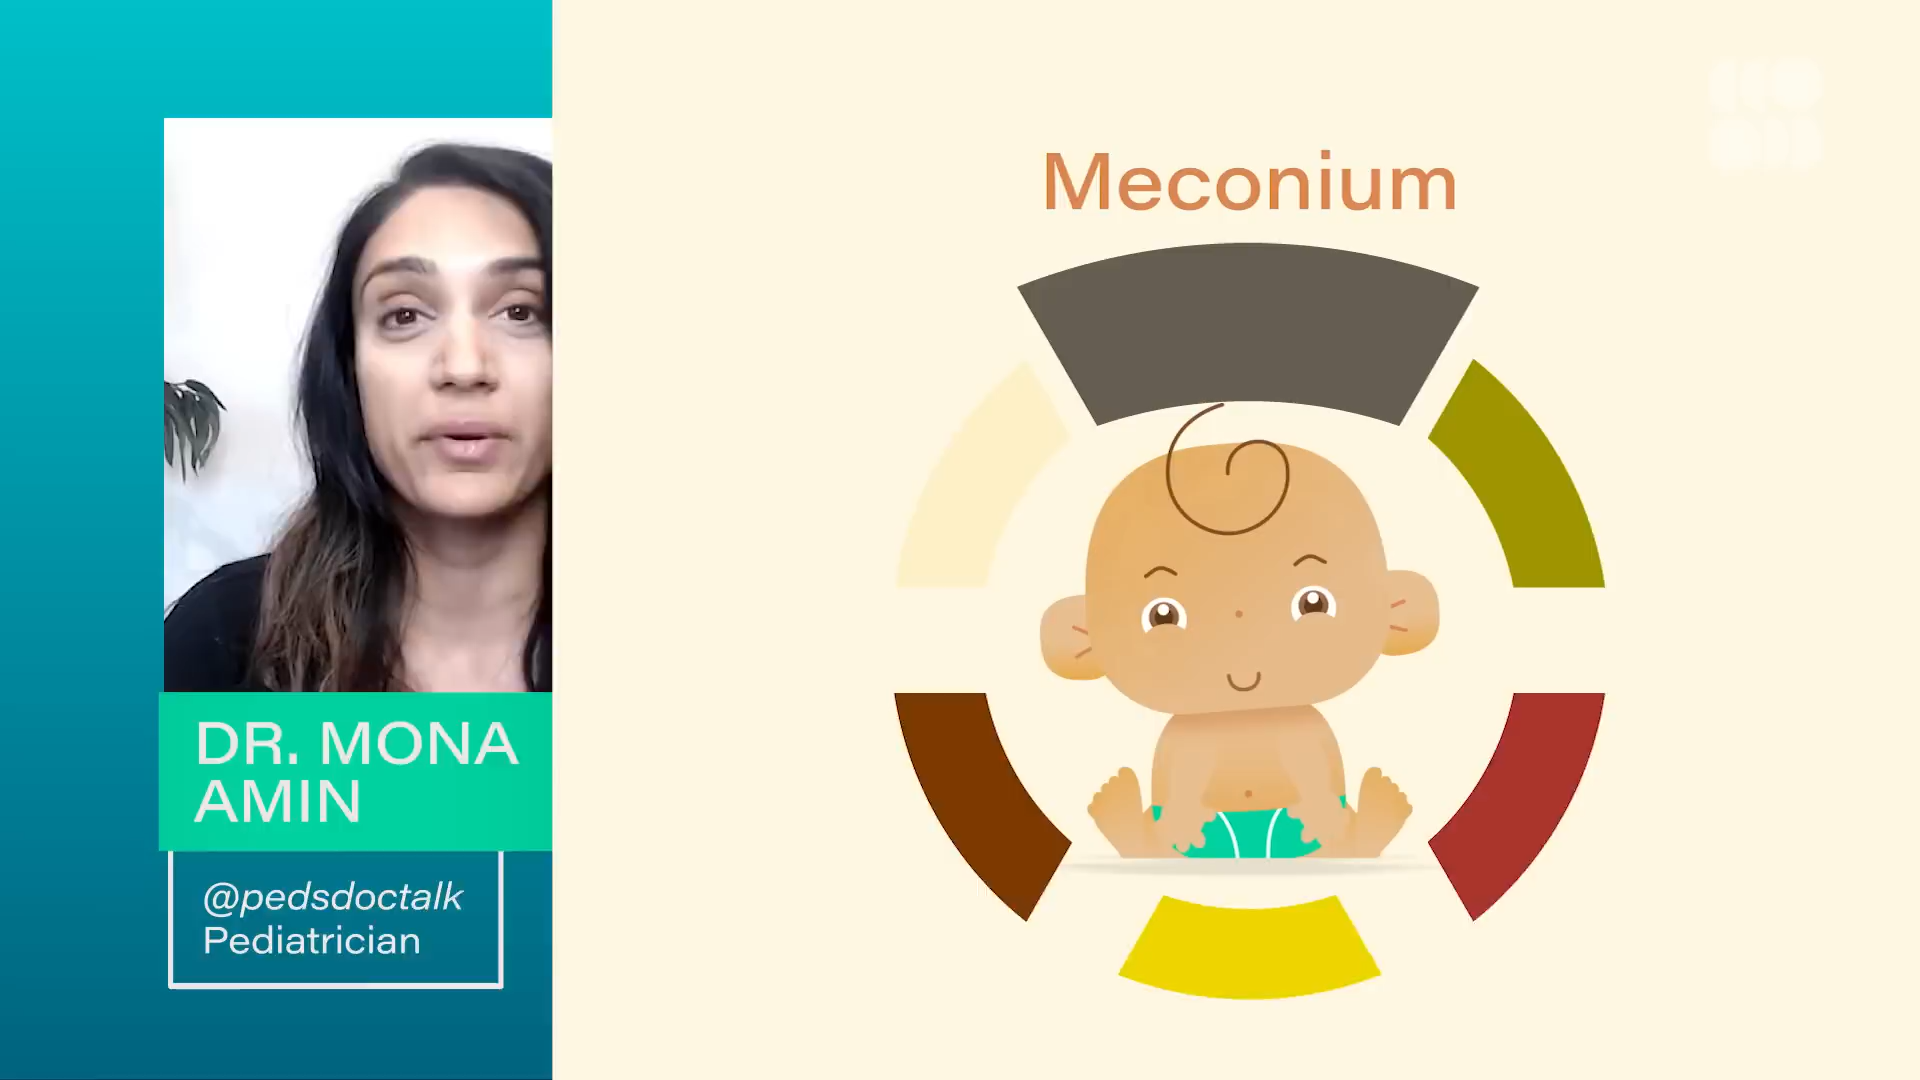 Meconium
DR. MONA
AMIN
@pedsdoctalk
Pediatrician